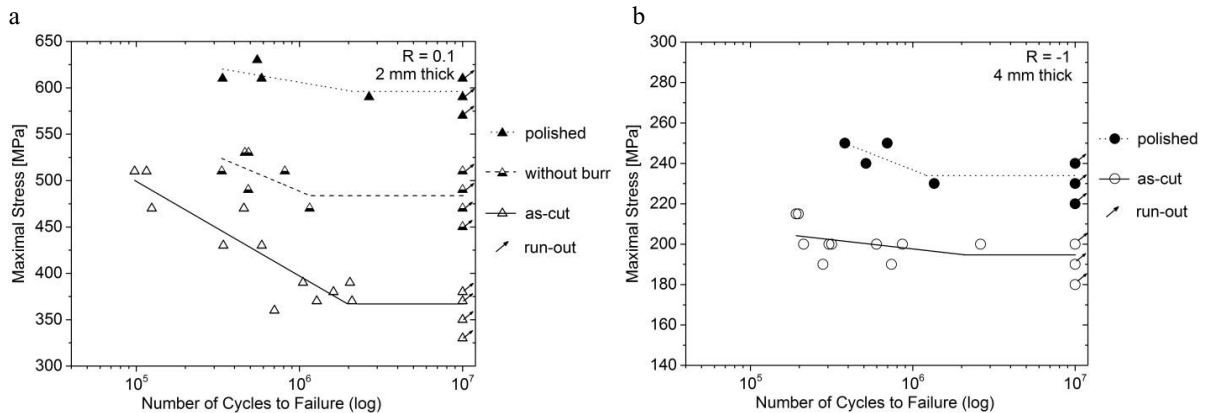 a
650
600
550
500
450
400
350
300
Maximal Stress [MPa]
R = 0.1
2 mm thick
10^5
10^6
10^7
Number of Cycles to Failure (log)
polished
without burr
as-cut
run-out
b
300
280
260
240
220
200
180
160
140
Maximal Stress [MPa]
R = -1
4 mm thick
10^5
10^6
10^7
Number of Cycles to Failure (log)
polished
as-cut
run-out